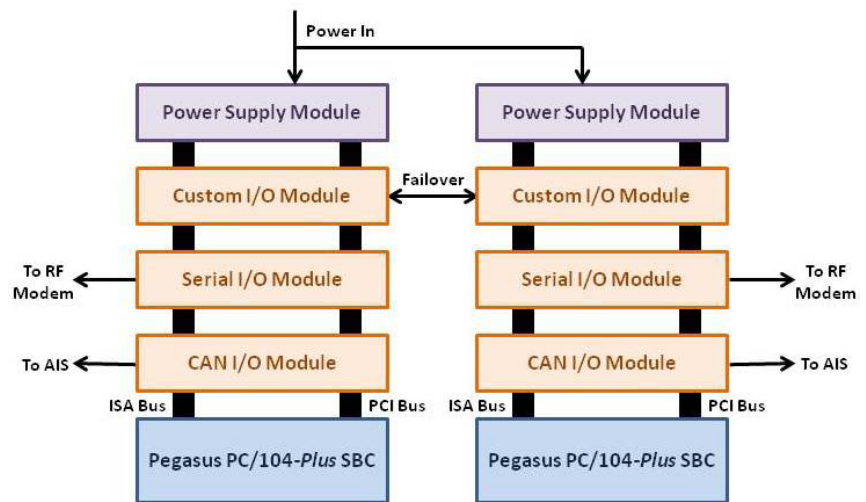 Power In
Power Supply Module
Power Supply Module
Custom I/O Module
Failover
Custom I/O Module
To RF
Modem
Serial I/O Module
Serial I/O Module
To RF
Modem
To AIS
CAN I/O Module
CAN I/O Module
To AIS
ISA Bus
PCI Bus
ISA Bus
PCI Bus
Pegasus PC/104-Plus SBC
Pegasus PC/104-Plus SBC